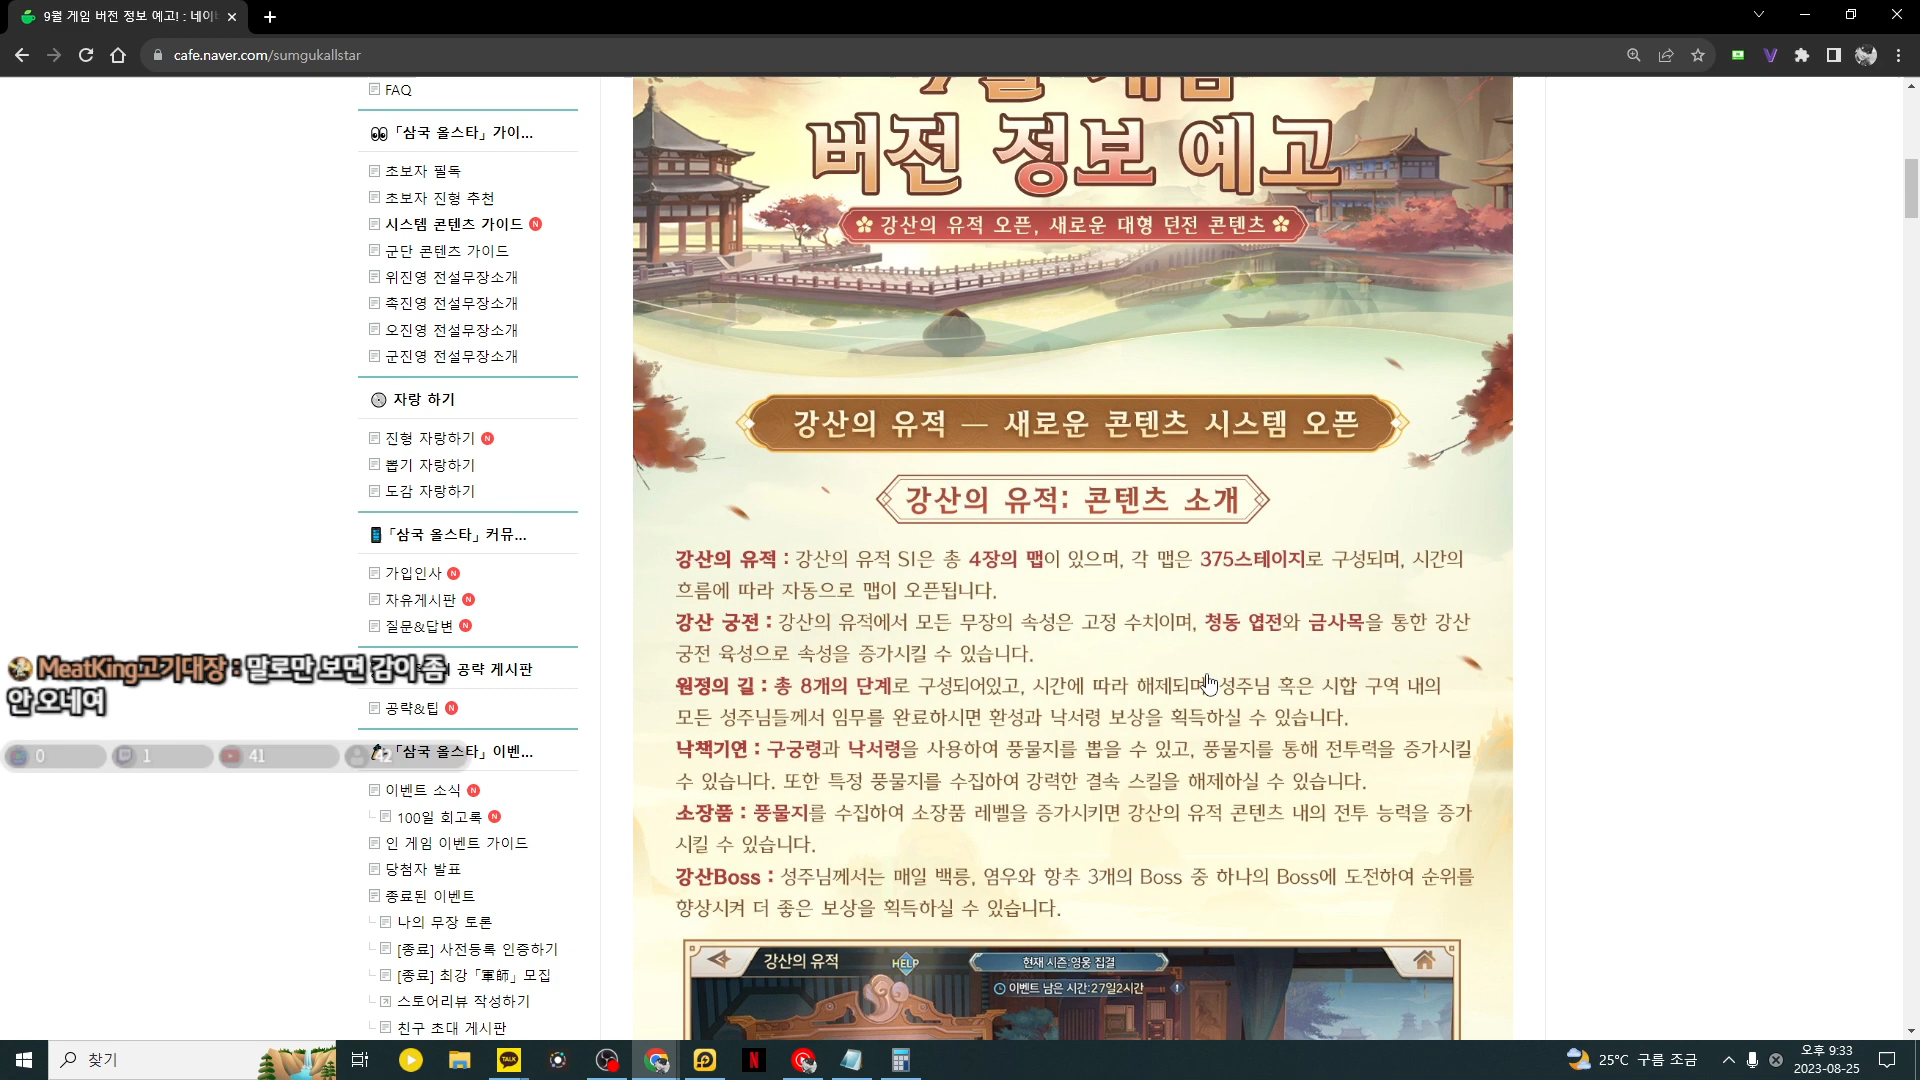 9월 게임 버전 정보 예고! : 네이
cafe.naver.com/sumgukallstar
FAQ
「삼국 올스타」 가이...
초보자 필독
초보자 진형 추천
시스템 콘텐츠 가이드 N
군단 콘텐츠 가이드
위진영 전설무장소개
촉진영 전설무장소개
오진영 전설무장소개
군진영 전설무장소개
자랑 하기
진형 자랑하기 N
뽑기 자랑하기
도감 자랑하기
「삼국 올스타」 커뮤...
가입인사 N
자유게시판 N
질문&답변 N
공략 게시판
공략&팁 N
「삼국 올스타」 이벤...
이벤트 소식 N
100일 회고록 N
인 게임 이벤트 가이드
당첨자 발표
종료된 이벤트
나의 무장 토론
[종료] 사전등록 인증하기
[종료] 최강「軍師」모집
스토어리뷰 작성하기
친구 초대 게시판
MeatKing고기대장 : 말로만 보면 감이 좀
안 오네여
0 1 41 42
9월 게임
버전 정보 예고
강산의 유적 오픈, 새로운 대형 던전 콘텐츠
강산의 유적 — 새로운 콘텐츠 시스템 오픈
강산의 유적: 콘텐츠 소개
강산의 유적 : 강산의 유적 S1은 총 4장의 맵이 있으며, 각 맵은 375스테이지로 구성되며, 시간의
흐름에 따라 자동으로 맵이 오픈됩니다.
강산 궁전 : 강산의 유적에서 모든 무장의 속성은 고정 수치이며, 청동 엽전와 금사목을 통한 강산
궁전 육성으로 속성을 증가시킬 수 있습니다.
원정의 길 : 총 8개의 단계로 구성되어있고, 시간에 따라 해제되며 성주님 혹은 시합 구역 내의
모든 성주님들께서 임무를 완료하시면 환성과 낙서령 보상을 획득하실 수 있습니다.
낙책기연 : 구궁령과 낙서령을 사용하여 풍물지를 뽑을 수 있고, 풍물지를 통해 전투력을 증가시킬
수 있습니다. 또한 특정 풍물지를 수집하여 강력한 결속 스킬을 해제하실 수 있습니다.
소장품 : 풍물지를 수집하여 소장품 레벨을 증가시키면 강산의 유적 콘텐츠 내의 전투 능력을 증가
시킬 수 있습니다.
강산Boss : 성주님께서는 매일 백릉, 염우와 항추 3개의 Boss 중 하나의 Boss에 도전하여 순위를
향상시켜 더 좋은 보상을 획득하실 수 있습니다.
강산의 유적 HELP 현재 시즌·영웅 집결
이벤트 남은 시간:27일2시간
찾기
TALK
25°C 구름 조금
오후 9:33
2023-08-25